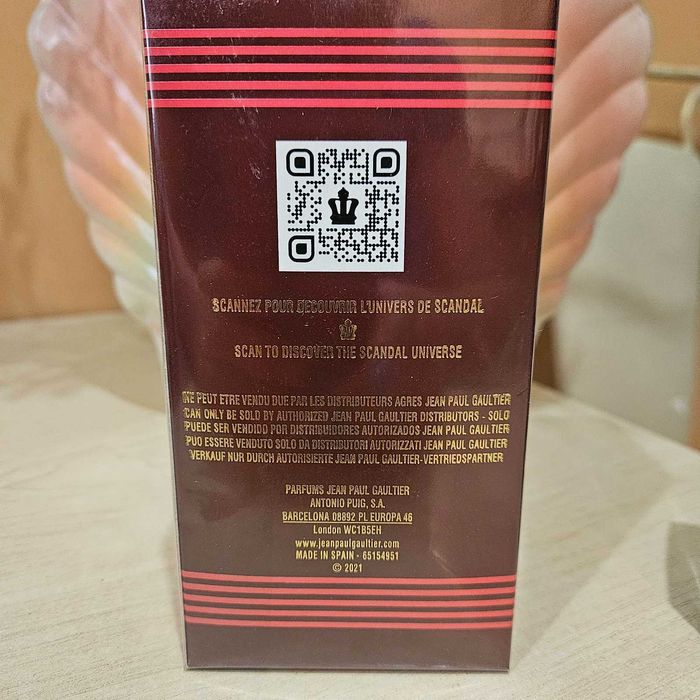 SCANNEZ POUR DECOUVRIR L'UNIVERS DE SCANDAL
SCAN TO DISCOVER THE SCANDAL UNIVERSE
NE PEUT ETRE VENDU QUE PAR LES DISTRIBUTEURS AGREES JEAN PAUL GAULTIER
CAN ONLY BE SOLD BY AUTHORIZED JEAN PAUL GAULTIER DISTRIBUTORS - SOLO
PUEDE SER VENDIDO POR DISTRIBUIDORES AUTORIZADOS JEAN PAUL GAULTIER
PUO ESSERE VENDUTO SOLO DA DISTRIBUTORI AUTORIZZATI JEAN PAUL GAULTIER
VERKAUF NUR DURCH AUTORISIERTE JEAN PAUL GAULTIER-VERTRIEDSPARTNER
PARFUMS JEAN PAUL GAULTIER
ANTONIO PUIG, S.A.
BARCELONA 08892 PL EUROPA 46
London WC1B5EH
www.jeanpaulgaultier.com
MADE IN SPAIN - 65154951
© 2021